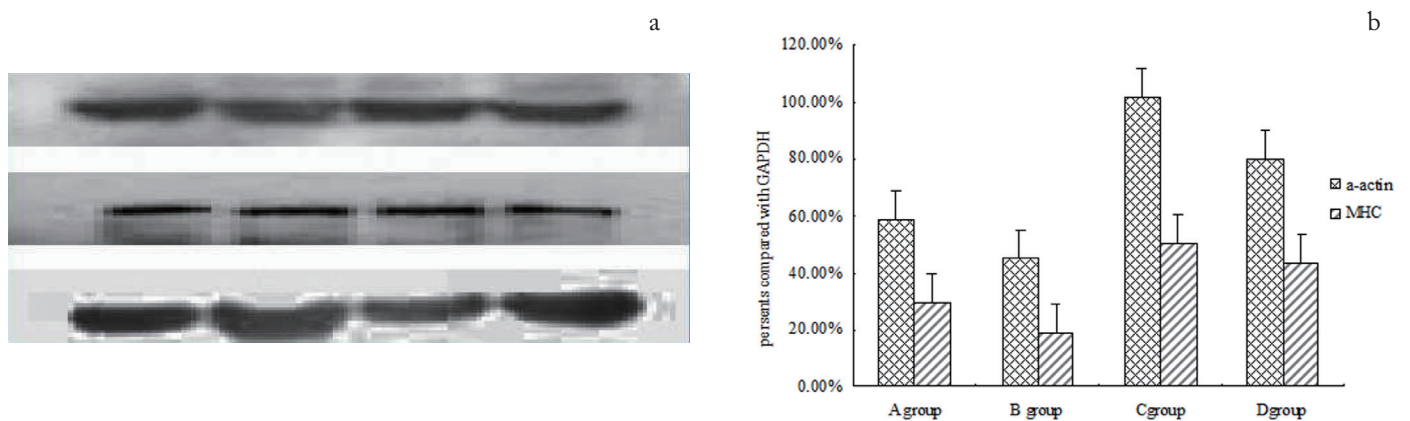 a
b
120.00%
100.00%
80.00%
60.00%
40.00%
20.00%
0.00%
persents compared with GAPDH
A group
B group
Cgroup
Dgroup
a-actin
MHC